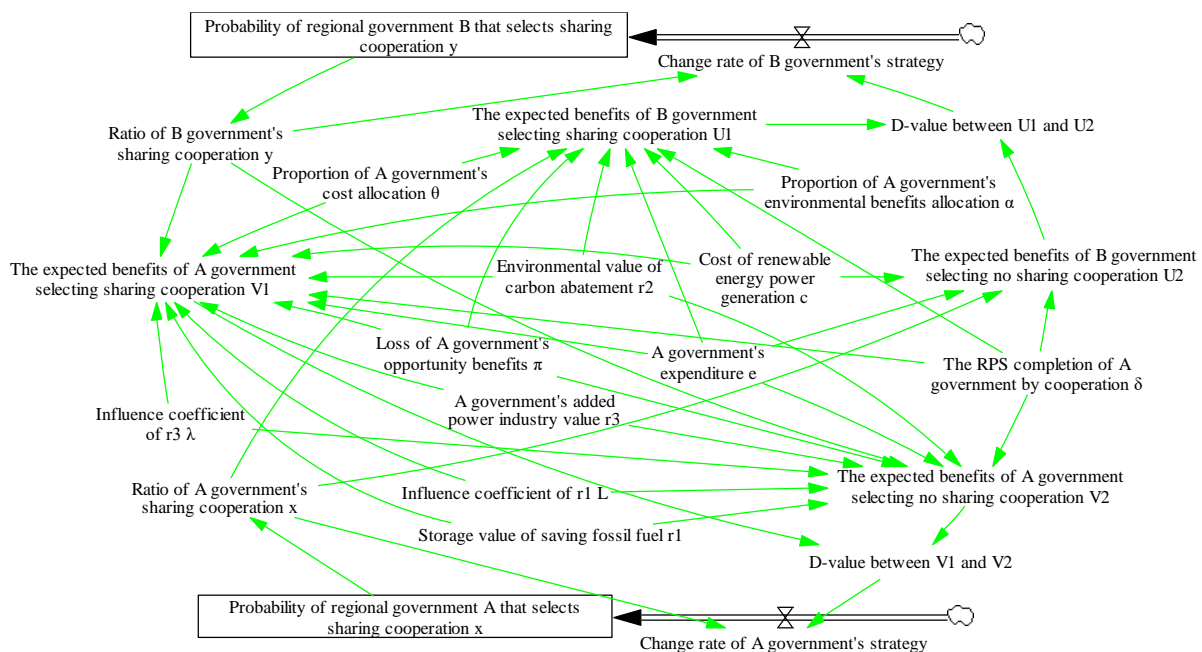 Probability of regional government B that selects sharing
cooperation y
Change rate of B government's strategy
The expected benefits of B government
selecting sharing cooperation U1
D-value between U1 and U2
Ratio of B government's
sharing cooperation y
Proportion of A government's
cost allocation θ
Proportion of A government's
environmental benefits allocation α
The expected benefits of A government
selecting sharing cooperation V1
Environmental value of
carbon abatement r2
Cost of renewable
energy power
generation c
The expected benefits of B government
selecting no sharing cooperation U2
Loss of A government's
opportunity benefits π
A government's
expenditure e
The RPS completion of A
government by cooperation δ
Influence coefficient
of r3 λ
A government's added
power industry value r3
Ratio of A government's
sharing cooperation x
Influence coefficient of r1 L
The expected benefits of A government
selecting no sharing cooperation V2
Storage value of saving fossil fuel r1
D-value between V1 and V2
Probability of regional government A that selects
sharing cooperation x
Change rate of A government's strategy